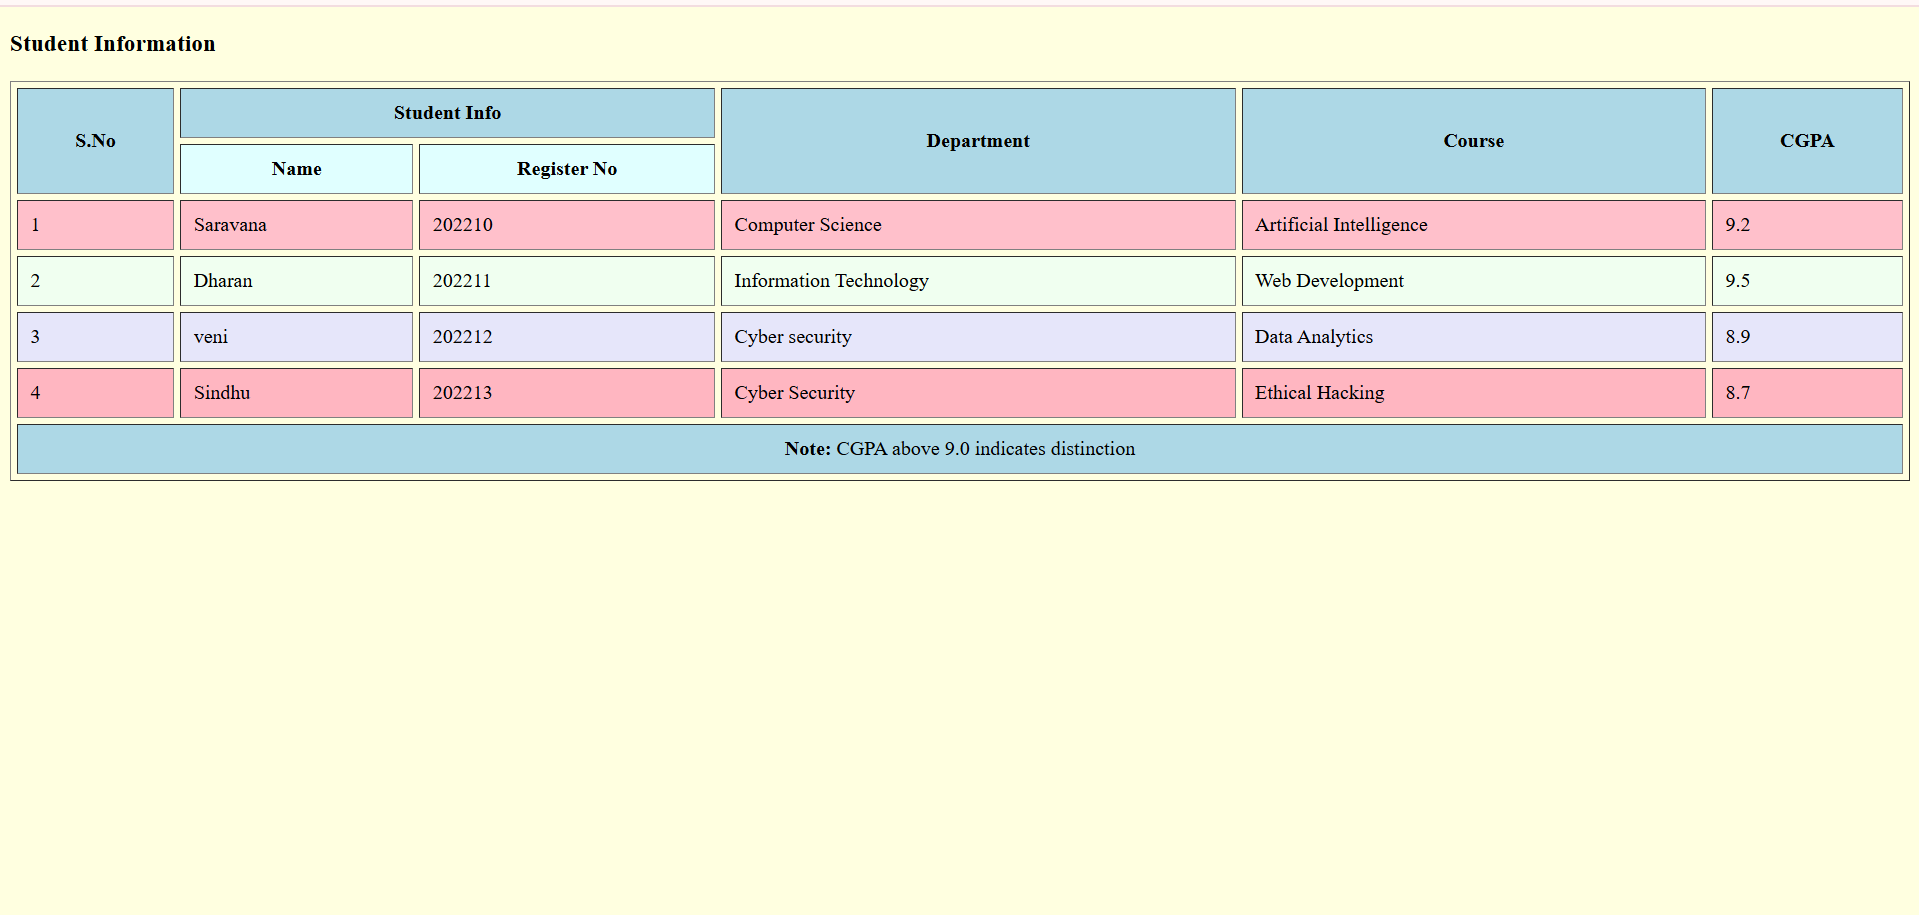 Student Information
S.No Student Info Department Course CGPA
Name Register No
1 Saravana 202210 Computer Science Artificial Intelligence 9.2
2 Dharan 202211 Information Technology Web Development 9.5
3 veni 202212 Cyber security Data Analytics 8.9
4 Sindhu 202213 Cyber Security Ethical Hacking 8.7
Note: CGPA above 9.0 indicates distinction